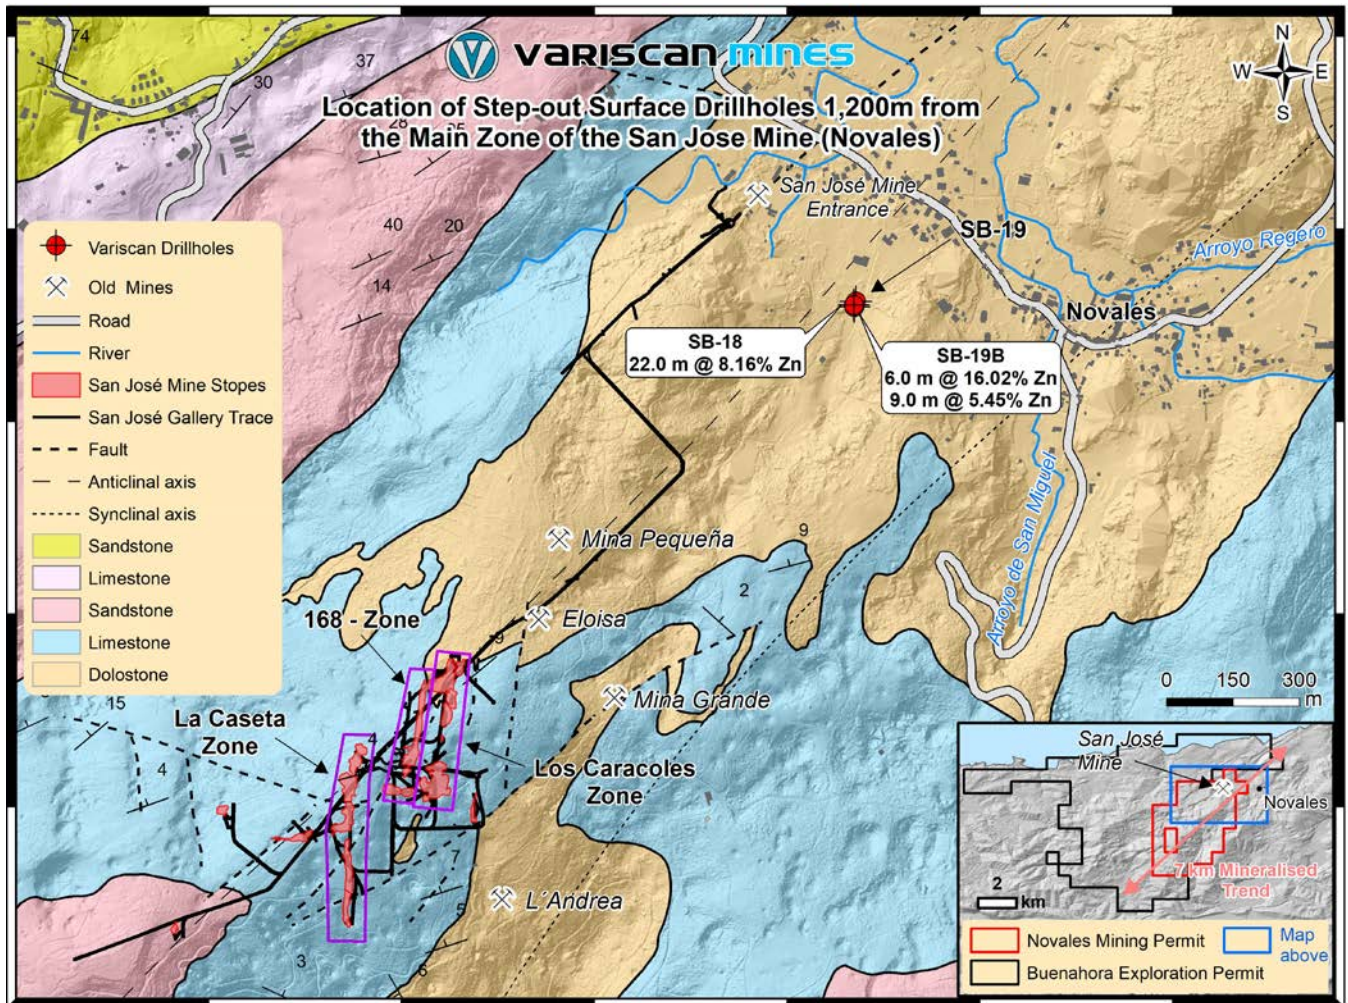 VARISCAN MINES
Location of Step-out Surface Drillholes 1,200m from
the Main Zone of the San Jose Mine (Novales)
N
W E
S
74
37
30
28
40
20
14
San José Mine
Entrance
SB-19
Arroyo Regero
Novales
SB-18
22.0 m @ 8.16% Zn
SB-19B
6.0 m @ 16.02% Zn
9.0 m @ 5.45% Zn
Variscan Drillholes
Old Mines
Road
River
San José Mine Stopes
San José Gallery Trace
Fault
Anticlinal axis
Synclinal axis
Sandstone
Limestone
Sandstone
Limestone
Dolostone
Arroyo de San Miguel
Mina Pequeña
9
2
168 - Zone
Eloisa
Mina Grande
15
La Caseta
Zone
4
4
Los Caracoles
Zone
7
5
L´Andrea
3
6
0 150 300
m
San José
Mine
Novales
7 km Mineralised
Trend
2
km
Novales Mining Permit
Map
above
Buenahora Exploration Permit